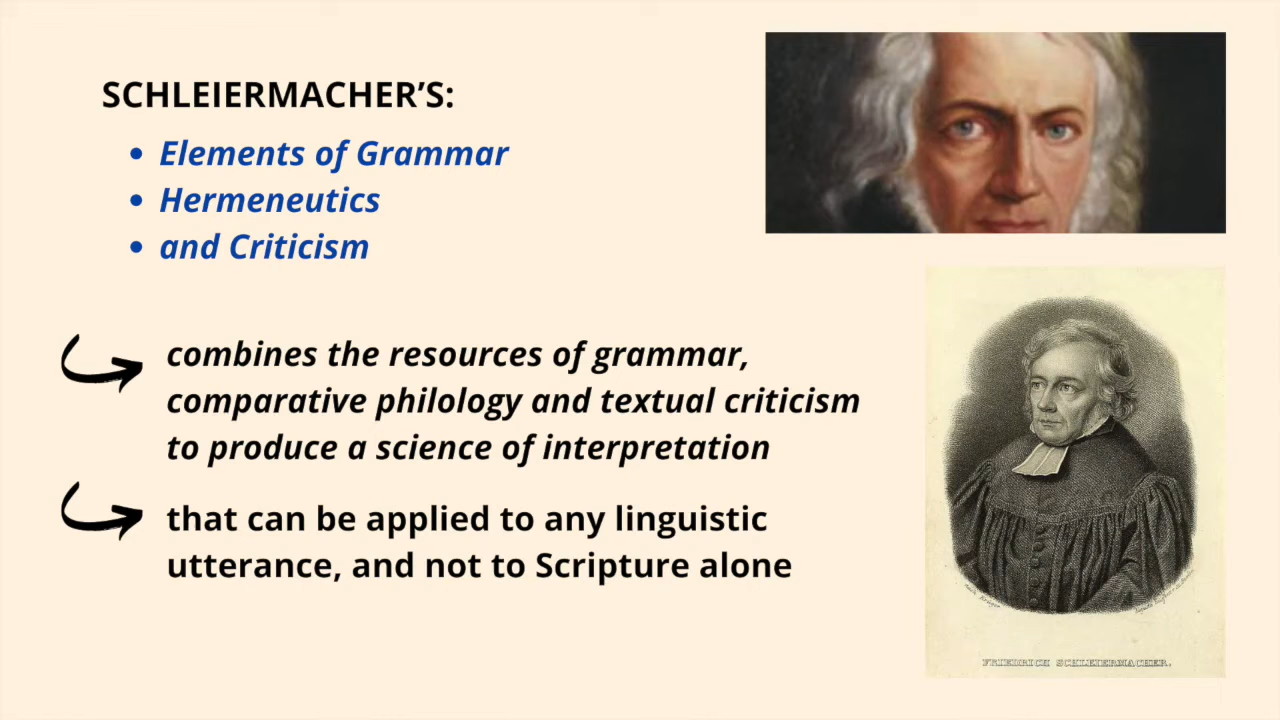 SCHLEIERMACHER’S:
• Elements of Grammar
• Hermeneutics
• and Criticism
combines the resources of grammar,
comparative philology and textual criticism
to produce a science of interpretation
that can be applied to any linguistic
utterance, and not to Scripture alone
FRIEDRICH SCHLEIERMACHER.